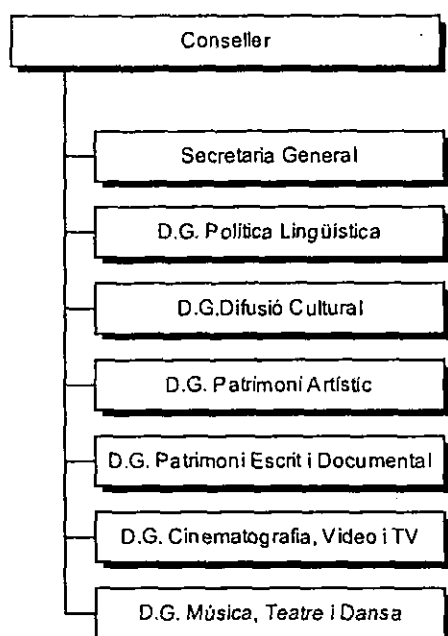 Conseller
Secretaria General
D.G. Política Lingüística
D.G.Difusió Cultural
D.G. Patrimoni Artístic
D.G. Patrimoni Escrit i Documental
D.G. Cinematografia, Video i TV
D.G. Música, Teatre i Dansa